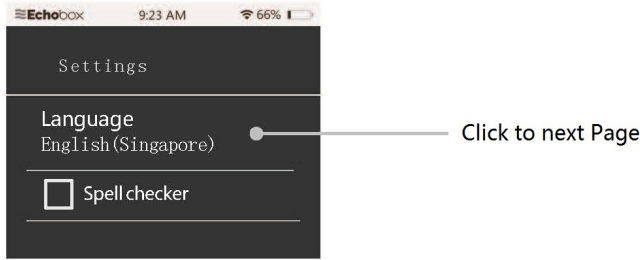 Echobox 9:23 AM 66%
Settings
Language
English(Singapore)
Click to next Page
Spell checker